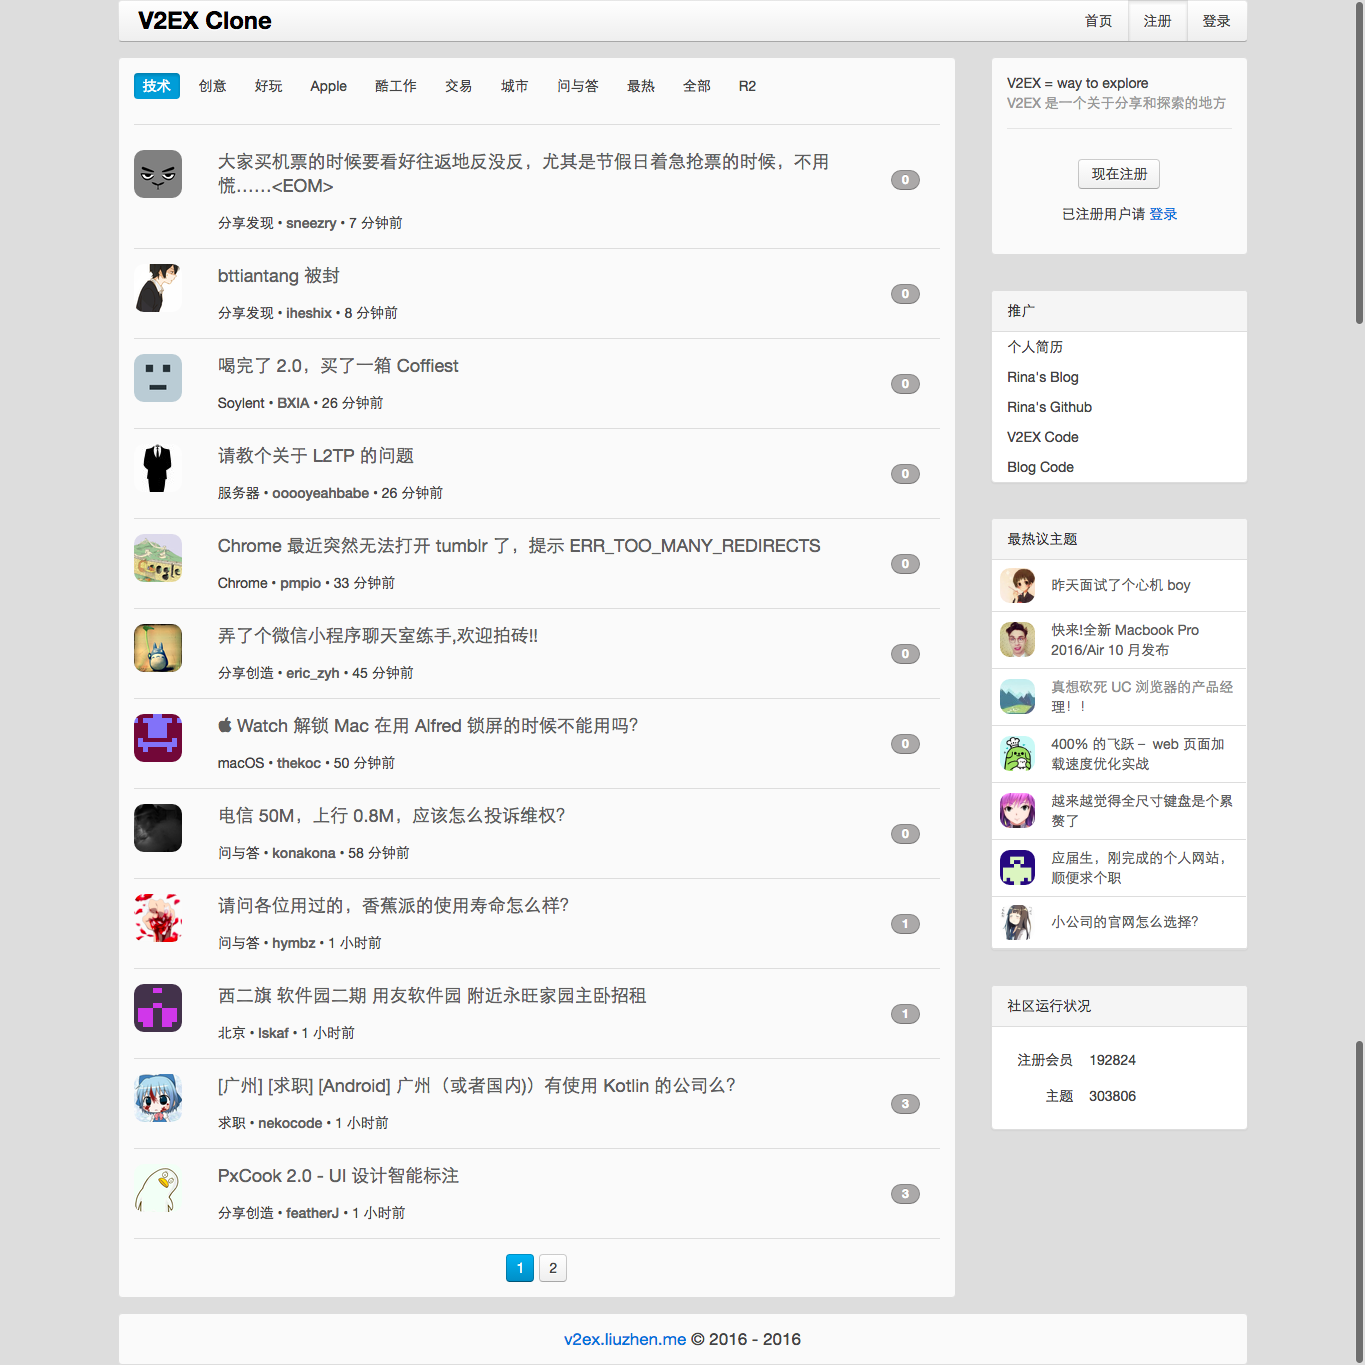 V2EX Clone
首页 注册 登录
技术 创意 好玩 Apple 酷工作 交易 城市 问与答 最热 全部 R2
大家买机票的时候要看好往返地反没反，尤其是节假日着急抢票的时候，不用
慌……<EOM>
0
分享发现 • sneezry • 7 分钟前
bttiantang 被封
0
分享发现 • iheshix • 8 分钟前
喝完了 2.0，买了一箱 Coffiest
0
Soylent • BXIA • 26 分钟前
请教个关于 L2TP 的问题
0
服务器 • ooooyeahbabe • 26 分钟前
Chrome 最近突然无法打开 tumblr 了，提示 ERR_TOO_MANY_REDIRECTS
0
Chrome • pmpio • 33 分钟前
弄了个微信小程序聊天室练手,欢迎拍砖!!
0
分享创造 • eric_zyh • 45 分钟前
 Watch 解锁 Mac 在用 Alfred 锁屏的时候不能用吗？
0
macOS • thekoc • 50 分钟前
电信 50M，上行 0.8M，应该怎么投诉维权？
0
问与答 • konakona • 58 分钟前
请问各位用过的，香蕉派的使用寿命怎么样？
1
问与答 • hymbz • 1 小时前
西二旗 软件园二期 用友软件园 附近永旺家园主卧招租
1
北京 • lskaf • 1 小时前
[广州] [求职] [Android] 广州（或者国内)）有使用 Kotlin 的公司么？
3
求职 • nekocode • 1 小时前
PxCook 2.0 - UI 设计智能标注
3
分享创造 • featherJ • 1 小时前
1 2
V2EX = way to explore
V2EX 是一个关于分享和探索的地方
现在注册
已注册用户请 登录
推广
个人简历
Rina's Blog
Rina's Github
V2EX Code
Blog Code
最热议主题
昨天面试了个心机 boy
快来!全新 Macbook Pro
2016/Air 10 月发布
真想砍死 UC 浏览器的产品经
理！！
400% 的飞跃－ web 页面加
载速度优化实战
越来越觉得全尺寸键盘是个累
赘了
应届生，刚完成的个人网站，
顺便求个职
小公司的官网怎么选择？
社区运行状况
注册会员 192824
主题 303806
v2ex.liuzhen.me © 2016 - 2016